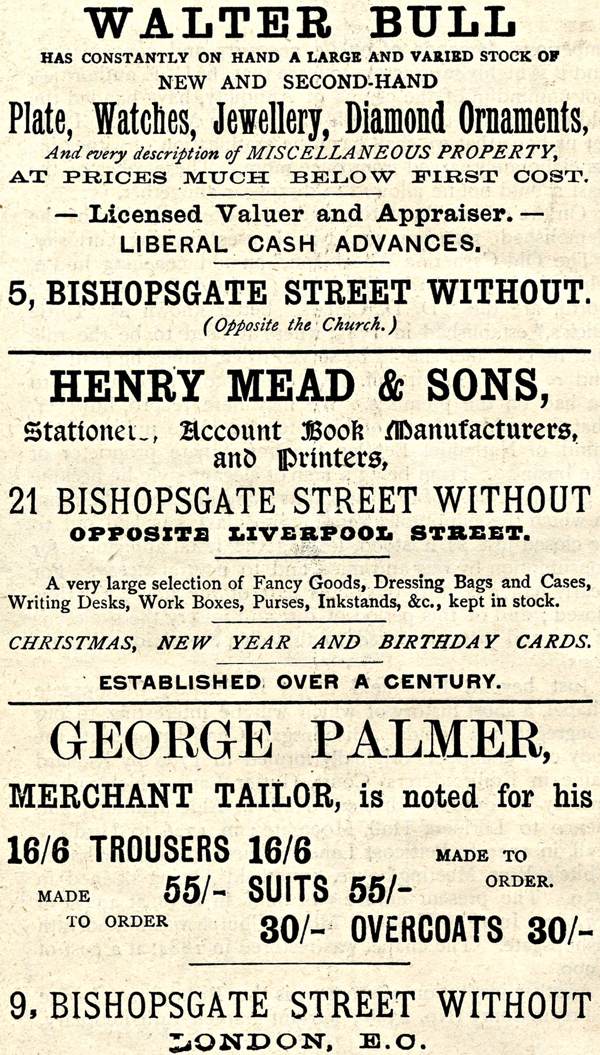 WALTER BULL
HAS CONSTANTLY ON HAND A LARGE AND VARIED STOCK OF
NEW AND SECOND-HAND
Plate, Watches, Jewellery, Diamond Ornaments,
And every description of MISCELLANEOUS PROPERTY,
AT PRICES MUCH BELOW FIRST COST.
— Licensed Valuer and Appraiser. —
LIBERAL CASH ADVANCES.
5, BISHOPSGATE STREET WITHOUT.
(Opposite the Church.)
HENRY MEAD & SONS,
Account Book Manufacturers,
and Printers,
21 BISHOPSGATE STREET WITHOUT
OPPOSITE LIVERPOOL STREET.
A very large selection of Fancy Goods, Dressing Bags and Cases,
Writing Desks, Work Boxes, Purses, Inkstands, &c., kept in stock.
CHRISTMAS, NEW YEAR AND BIRTHDAY CARDS.
ESTABLISHED OVER A CENTURY.
GEORGE PALMER,
MERCHANT TAILOR, is noted for his
16/6 TROUSERS 16/6 MADE TO
MADE 55/- SUITS 55/- ORDER.
TO ORDER 30/- OVERCOATS 30/-
9, BISHOPSGATE STREET WITHOUT
LONDON, E.C.